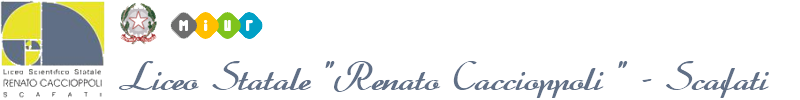 Liceo Scientifico Statale
RENATO CACCIOPPOLI
SCAFATI
MIUR
Liceo Statale "Renato Caccioppoli " - Scafati